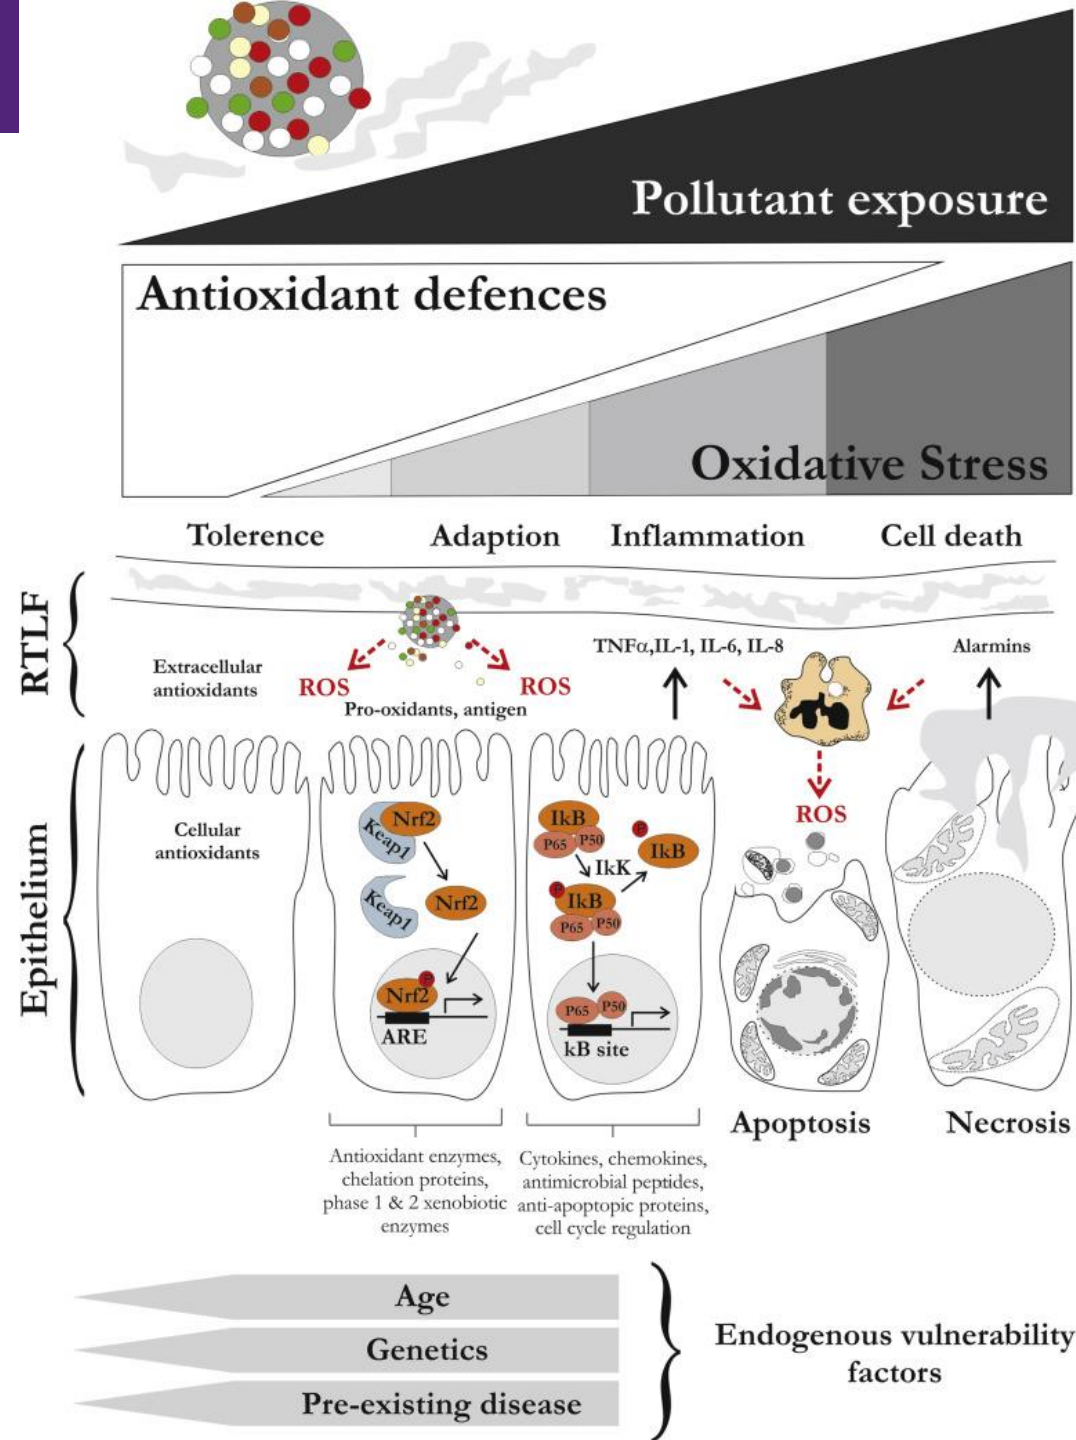 Pollutant exposure
Antioxidant defences
Oxidative Stress
Tolerence
Adaption
Inflammation
Cell death
RTLF
Extracellular
antioxidants
ROS
ROS
Pro-oxidants, antigen
TNFα,IL-1, IL-6, IL-8
Alarmins
ROS
Epithelium
Cellular
antioxidants
Nrf2
Keap1
Nrf2
Keap1
P
Nrf2
ARE
IkB
P65
P50
P
IkB
IkK
P
IkB
P65
P50
P65
P50
kB site
Apoptosis
Necrosis
Antioxidant enzymes,
chelation proteins,
phase 1 & 2 xenobiotic
enzymes
Cytokines, chemokines,
antimicrobial peptides,
anti-apoptopic proteins,
cell cycle regulation
Age
Genetics
Pre-existing disease
Endogenous vulnerability
factors